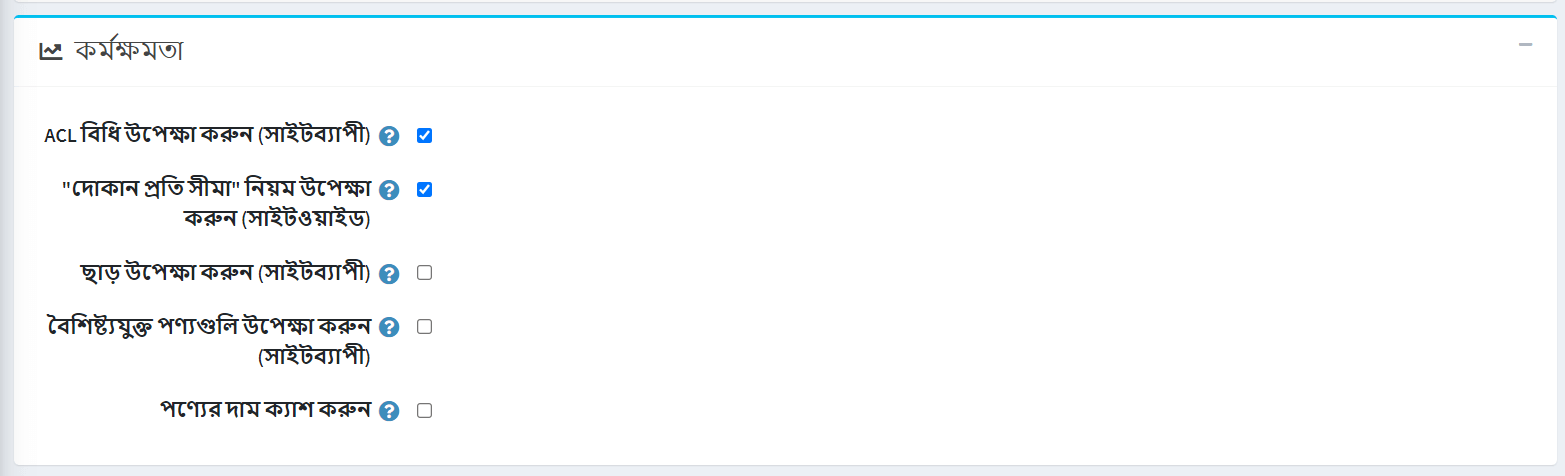 কর্মক্ষমতা
ACL বিধি উপেক্ষা করুন (সাইটব্যাপী)
"দোকান প্রতি সীমা" নিয়ম উপেক্ষা
করুন (সাইটওয়াইড)
ছাড় উপেক্ষা করুন (সাইটব্যাপী)
বৈশিষ্ট্যযুক্ত পণ্যগুলি উপেক্ষা করুন
(সাইটব্যাপী)
পণ্যের দাম ক্যাশ করুন